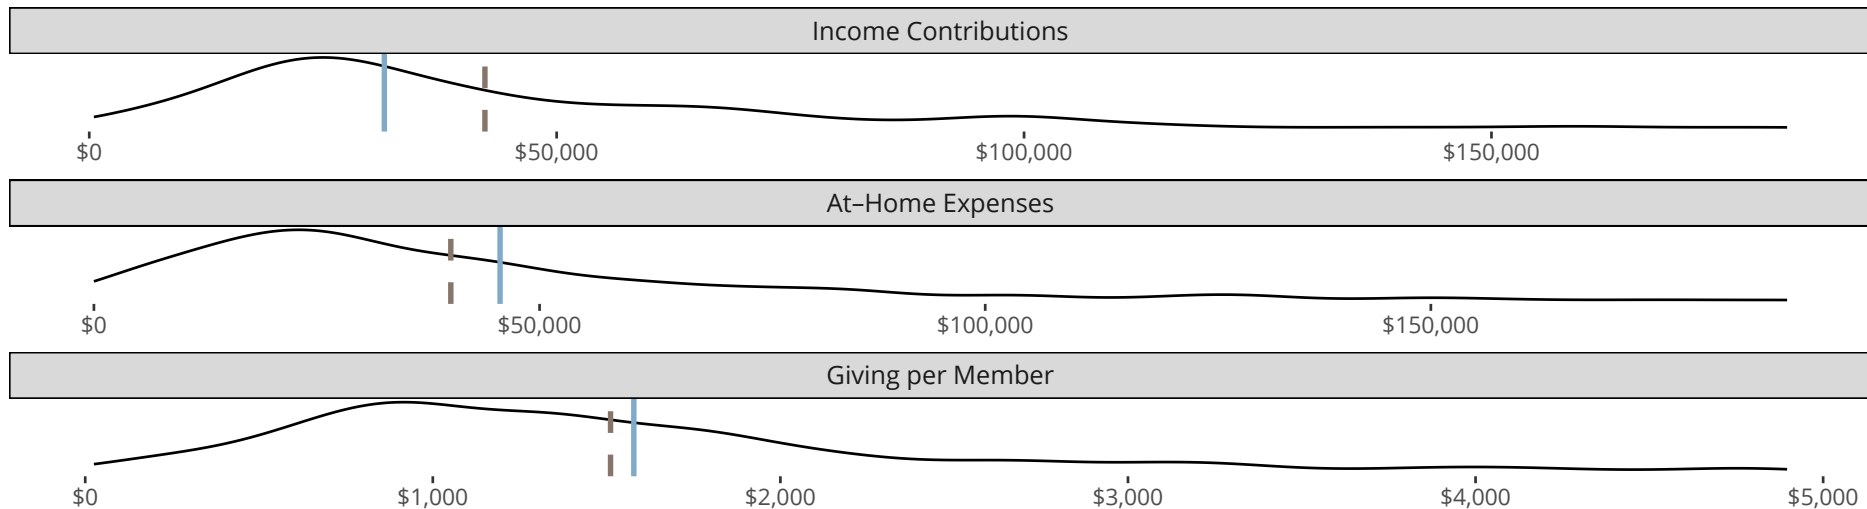 Income Contributions
$0 $50,000 $100,000 $150,000
At–Home Expenses
$0 $50,000 $100,000 $150,000
Giving per Member
$0 $1,000 $2,000 $3,000 $4,000 $5,000